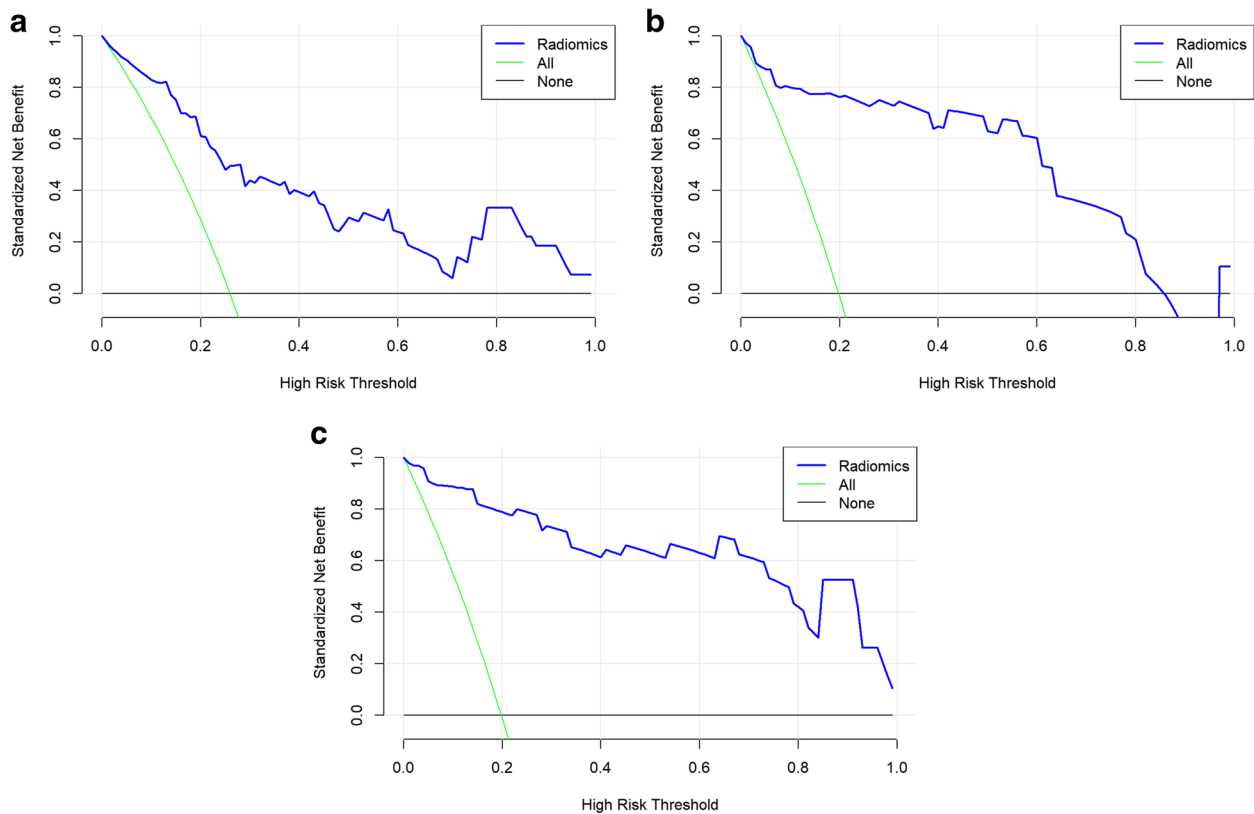 a
Radiomics
All
None
Standardized Net Benefit
1.0
0.8
0.6
0.4
0.2
0.0
0.0 0.2 0.4 0.6 0.8 1.0
High Risk Threshold
b
Radiomics
All
None
Standardized Net Benefit
1.0
0.8
0.6
0.4
0.2
0.0
0.0 0.2 0.4 0.6 0.8 1.0
High Risk Threshold
c
Radiomics
All
None
Standardized Net Benefit
1.0
0.8
0.6
0.4
0.2
0.0
0.0 0.2 0.4 0.6 0.8 1.0
High Risk Threshold